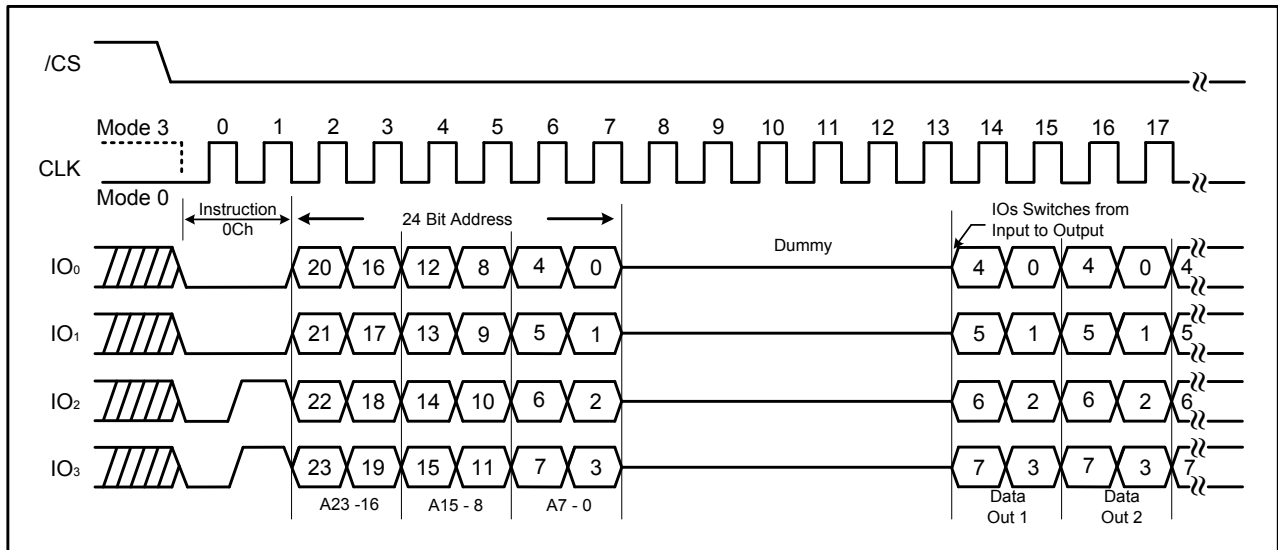 /CS
Mode 3 0 1 2 3 4 5 6 7 8 9 10 11 12 13 14 15 16 17
CLK
Mode 0
Instruction
0Ch
24 Bit Address
IOs Switches from
Input to Output
Dummy
IO₀ 20 16 12 8 4 0 4 0 4 0 4
IO₁ 21 17 13 9 5 1 5 1 5 1 5
IO₂ 22 18 14 10 6 2 6 2 6 2 6
IO₃ 23 19 15 11 7 3 7 3 7 3 7
A23 -16 A15 - 8 A7 - 0
Data
Out 1
Data
Out 2